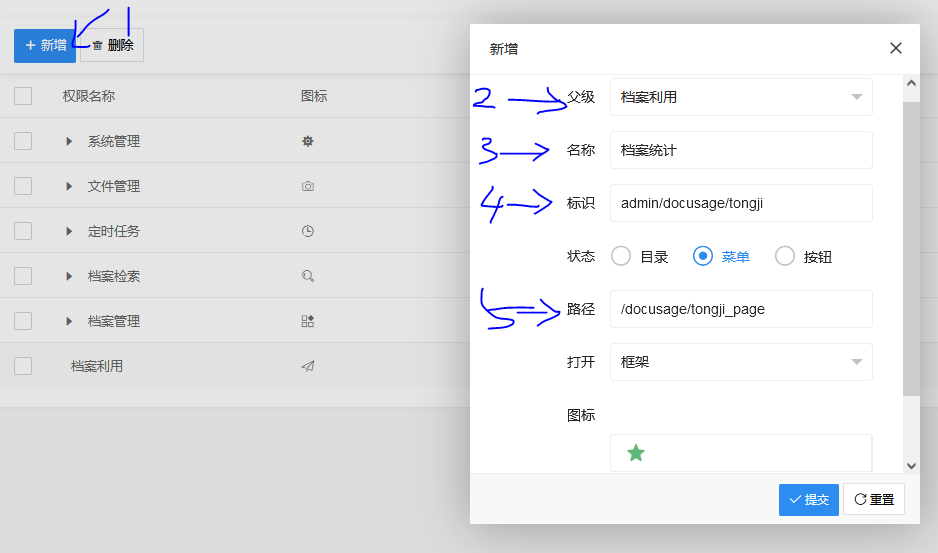 1
新增
删除
权限名称
图标
系统管理
文件管理
定时任务
档案检索
档案管理
档案利用
新增
2
父级
档案利用
3
名称
档案统计
4
标识
admin/docusage/tongji
状态
目录
菜单
按钮
5
路径
/docusage/tongji_page
打开
框架
图标
提交
重置